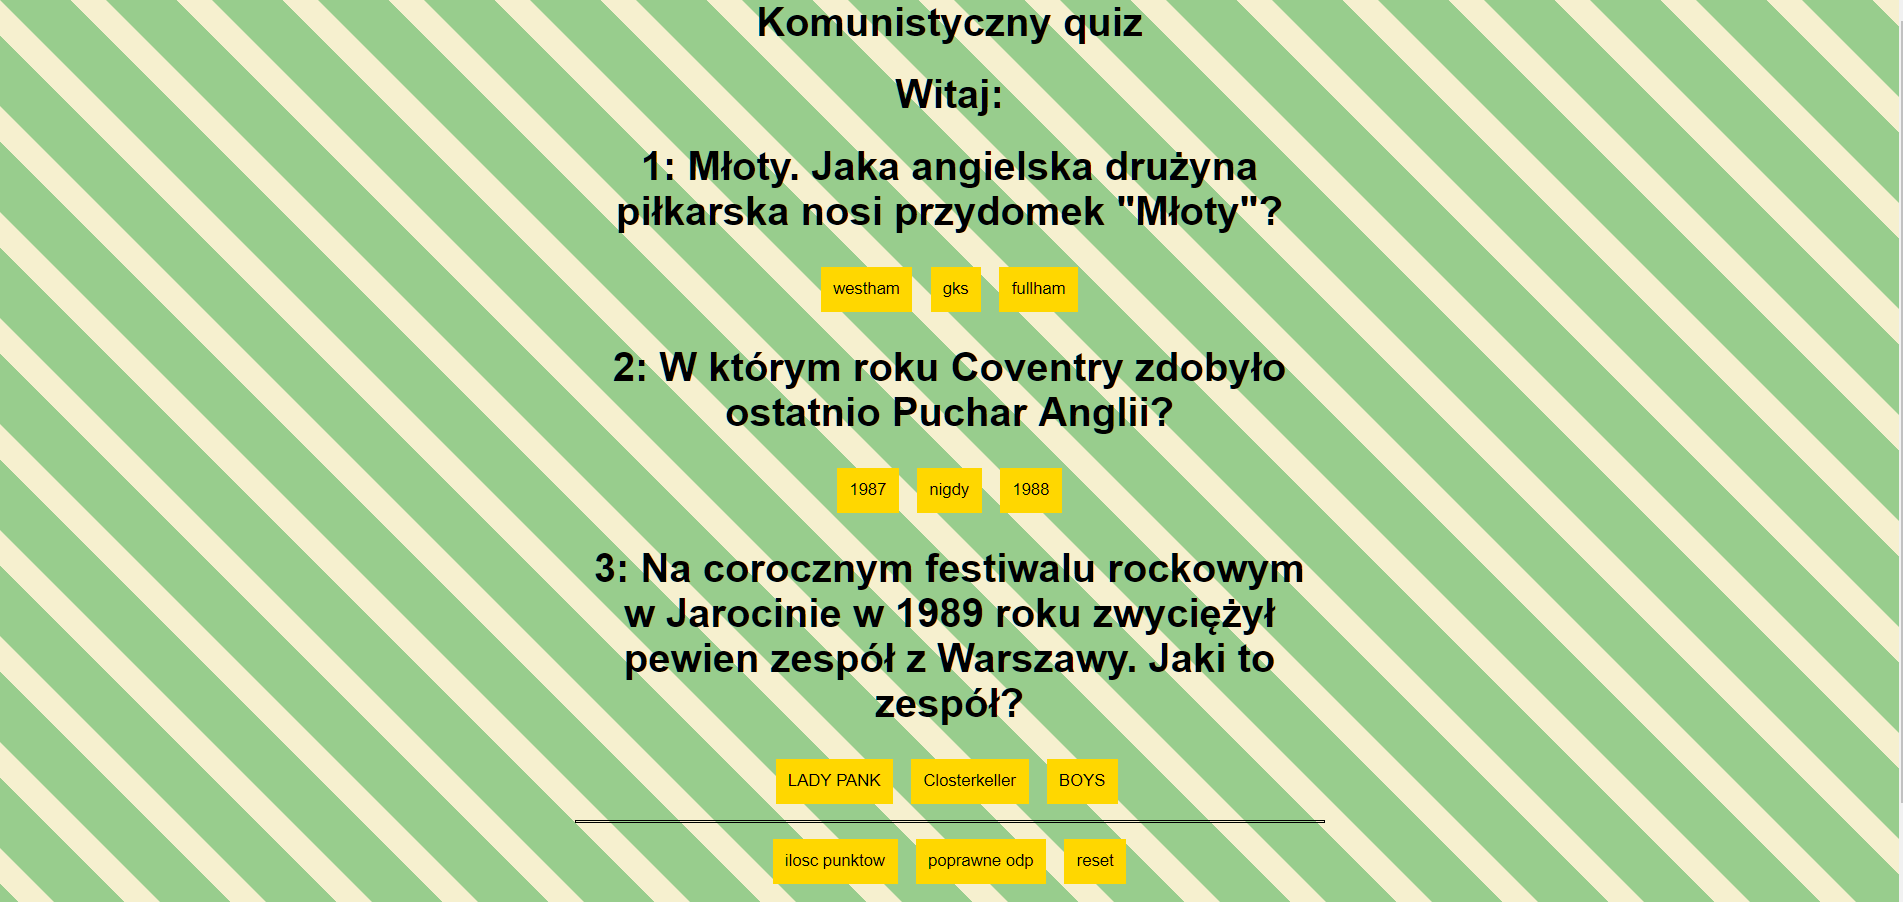 Komunistyczny quiz
Witaj:
1: Młoty. Jaka angielska drużyna
piłkarska nosi przydomek "Młoty"?
westham gks fullham
2: W którym roku Coventry zdobyło
ostatnio Puchar Anglii?
1987 nigdy 1988
3: Na corocznym festiwalu rockowym
w Jarocinie w 1989 roku zwyciężył
pewien zespół z Warszawy. Jaki to
zespół?
LADY PANK Closterkeller BOYS
ilosc punktow poprawne odp reset